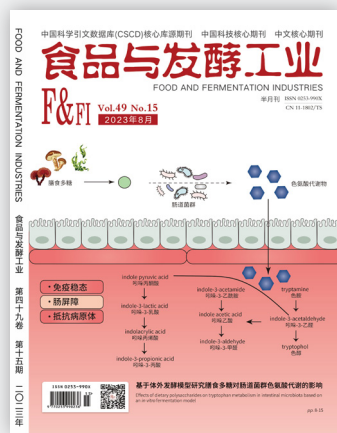 中国科学引文数据库(CSCD)核心库源期刊 中国科技核心期刊 中文核心期刊
食品与发酵工业
FOOD AND FERMENTATION INDUSTRIES
F&FI
Vol.49 No.15
2023年8月
半月刊 ISSN 0253-990X
CN 11-1802/TS
膳食多糖
肠道菌群
色氨酸代谢物
免疫稳态
肠屏障
抵抗病原体
indole pyruvic acid
吲哚丙酮酸
indole-3-lactic acid
吲哚-3-乳酸
indolacrylic acid
吲哚丙烯酸
indole-3-propionic acid
吲哚-3-丙酸
indole-3-acetamide
吲哚-3-乙酰胺
indole acetic acid
吲哚乙酸
indole-3-aldehyde
吲哚-3-甲醛
tryptamine
色胺
indole-3-acetaldehyde
吲哚-3-乙醛
tryptophol
色醇
基于体外发酵模型研究膳食多糖对肠道菌群色氨酸代谢的影响
Effects of dietary polysaccharides on tryptophan metabolism in intestinal microbiota based on
an in vitro fermentation model
ISSN 0253-990X
FOOD AND FERMENTATION INDUSTRIES
食品与发酵工业
第四十九卷
第十五期
二〇二三年